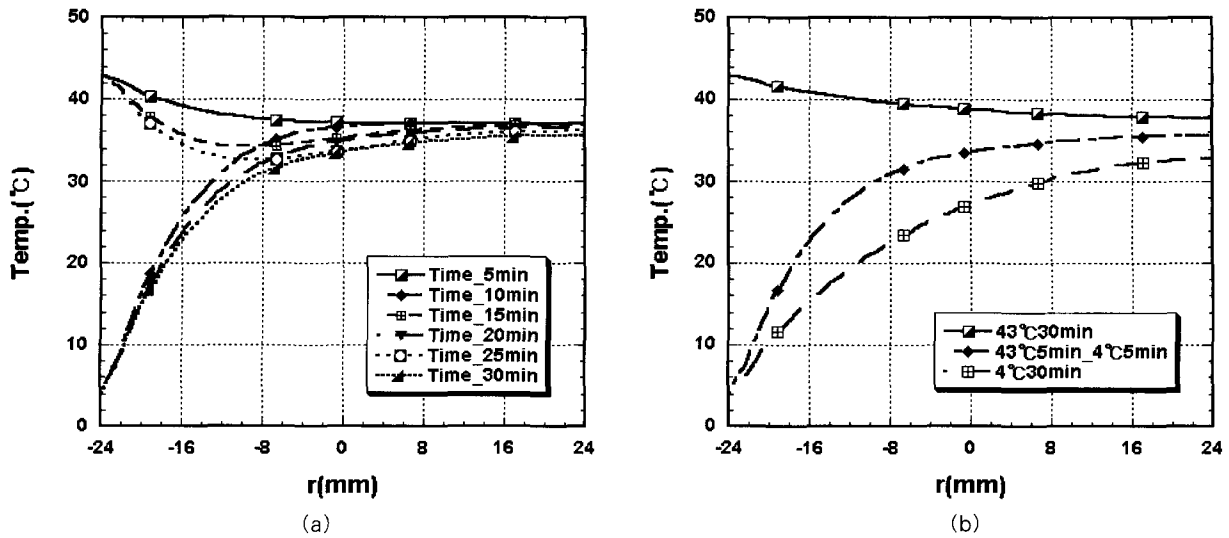 50
40
30
20
10
0
Temp.(℃)
-24 -16 -8 0 8 16 24
r(mm)
Time_5min
Time_10min
Time_15min
Time_20min
Time_25min
Time_30min
(a)
50
40
30
20
10
0
Temp.(℃)
-24 -16 -8 0 8 16 24
r(mm)
43℃30min
43℃5min_4℃5min
4℃30min
(b)